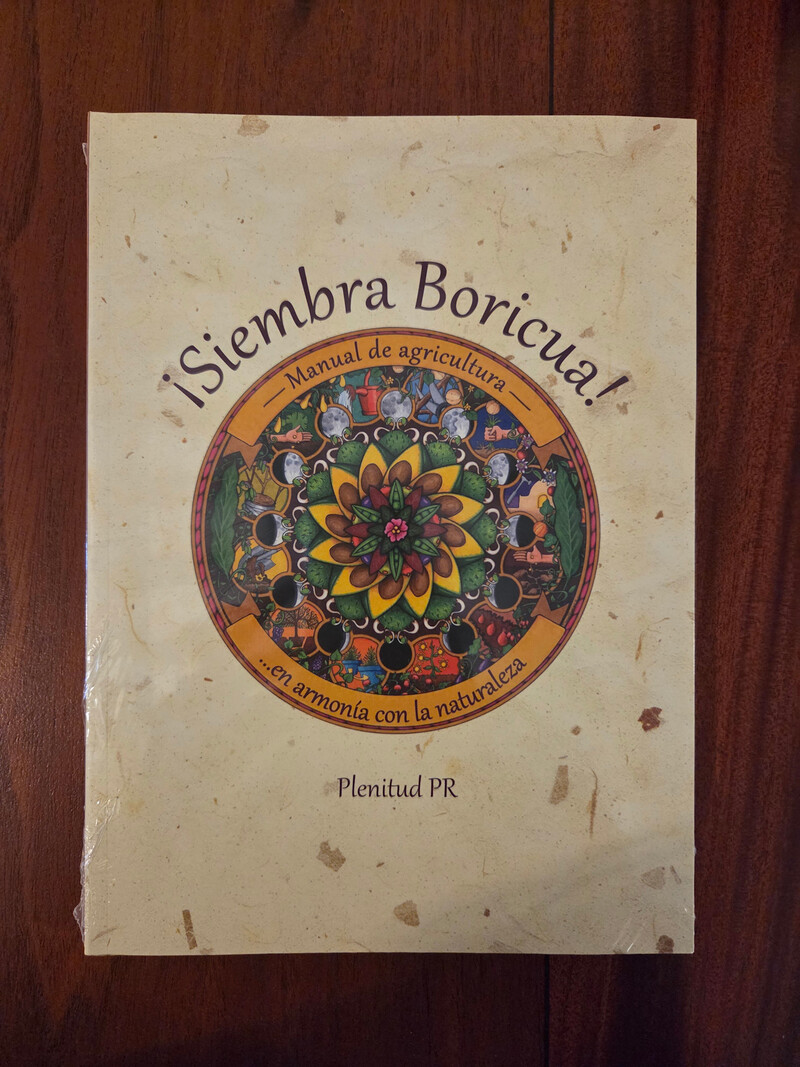 ¡Siembra Boricua!
— Manual de agricultura —
...en armonía con la naturaleza
Plenitud PR